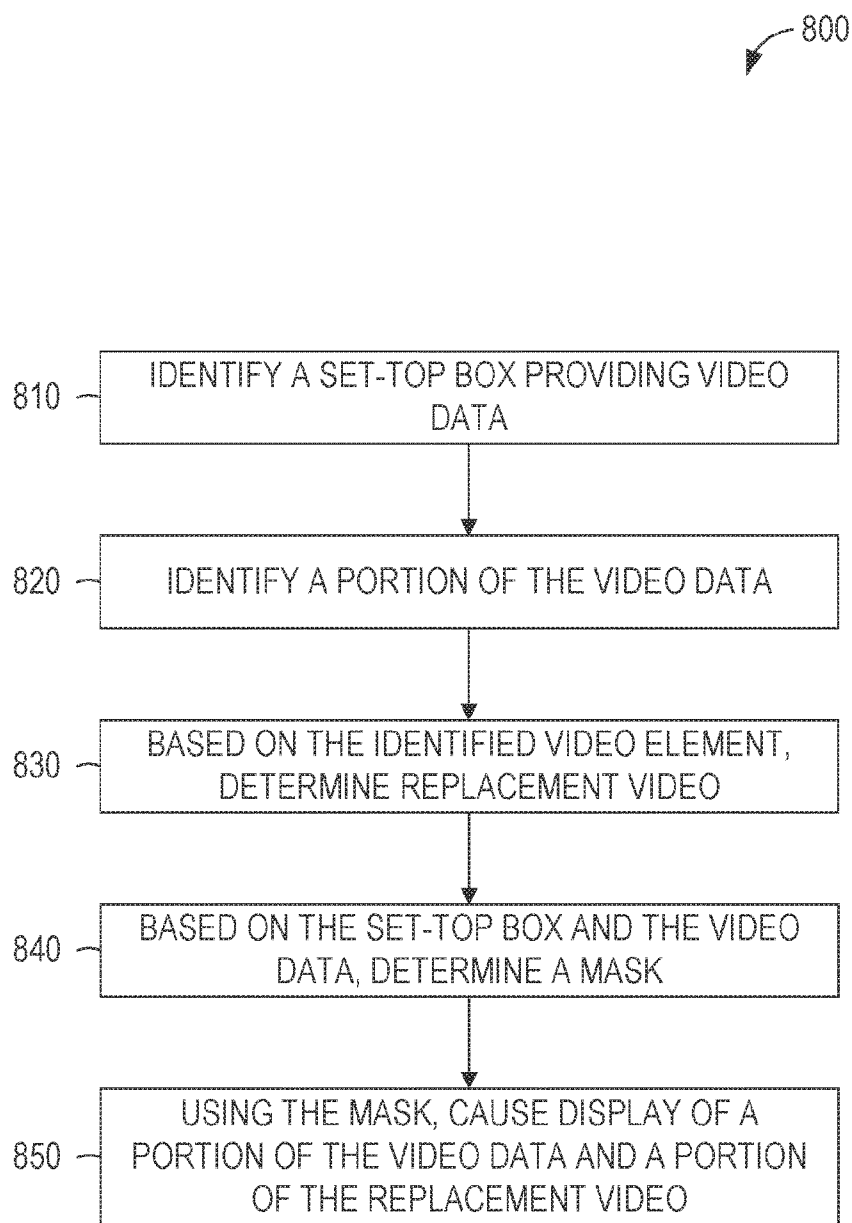 800
810
IDENTIFY A SET-TOP BOX PROVIDING VIDEO
DATA
820
IDENTIFY A PORTION OF THE VIDEO DATA
830
BASED ON THE IDENTIFIED VIDEO ELEMENT,
DETERMINE REPLACEMENT VIDEO
840
BASED ON THE SET-TOP BOX AND THE VIDEO
DATA, DETERMINE A MASK
850
USING THE MASK, CAUSE DISPLAY OF A
PORTION OF THE VIDEO DATA AND A PORTION
OF THE REPLACEMENT VIDEO